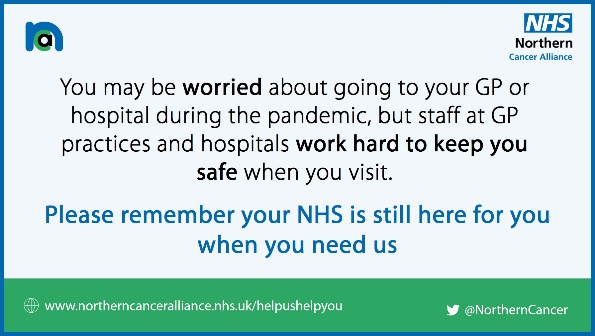 na
NHS
Northern
Cancer Alliance
You may be worried about going to your GP or
hospital during the pandemic, but staff at GP
practices and hospitals work hard to keep you
safe when you visit.
Please remember your NHS is still here for you
when you need us
www.northerncanceralliance.nhs.uk/helpushelpyou
@NorthernCancer